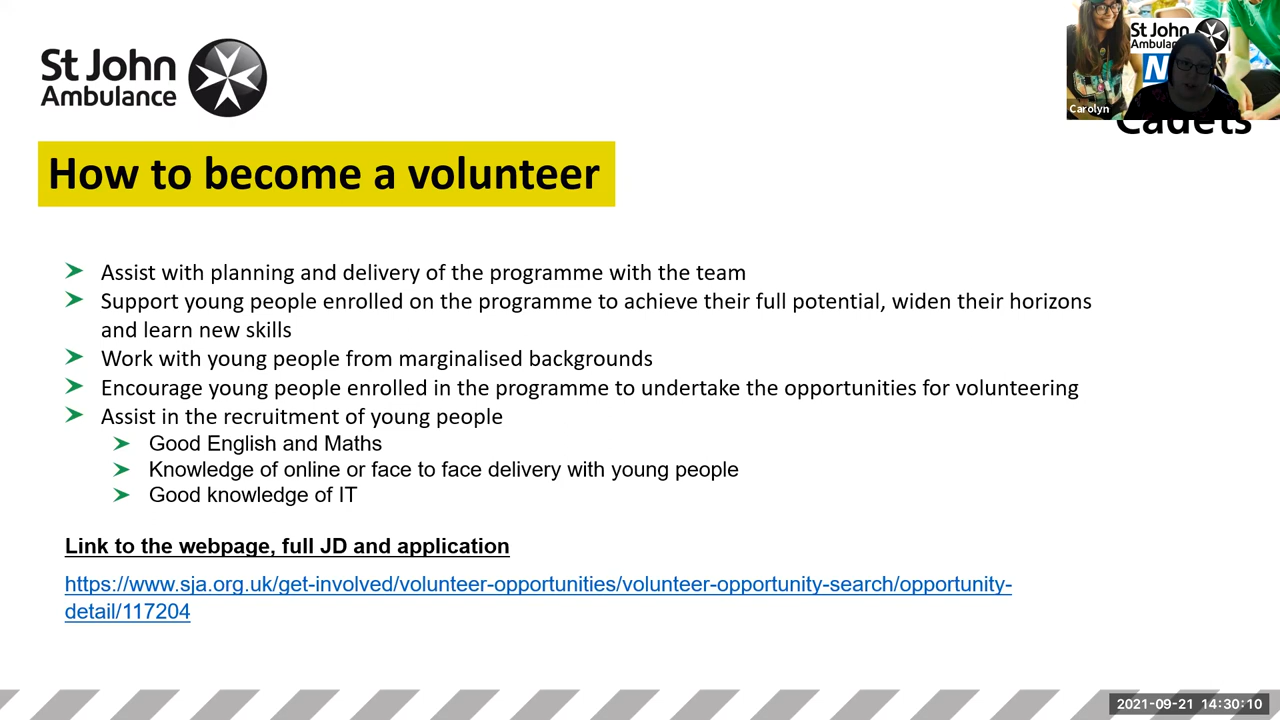 St John
Ambulance
St John
Ambulance
N
Carolyn
Cadets
How to become a volunteer
Assist with planning and delivery of the programme with the team
Support young people enrolled on the programme to achieve their full potential, widen their horizons
and learn new skills
Work with young people from marginalised backgrounds
Encourage young people enrolled in the programme to undertake the opportunities for volunteering
Assist in the recruitment of young people
Good English and Maths
Knowledge of online or face to face delivery with young people
Good knowledge of IT
Link to the webpage, full JD and application
https://www.sja.org.uk/get-involved/volunteer-opportunities/volunteer-opportunity-search/opportunity-
detail/117204
2021-09-21 14:30:10